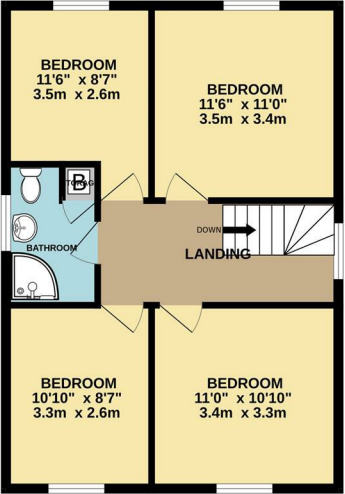 BEDROOM
11'6" x 8'7"
3.5m x 2.6m
BEDROOM
11'6" x 11'0"
3.5m x 3.4m
B
BATHROOM
DOWN
LANDING
BEDROOM
10'10" x 8'7"
3.3m x 2.6m
BEDROOM
11'0" x 10'10"
3.4m x 3.3m